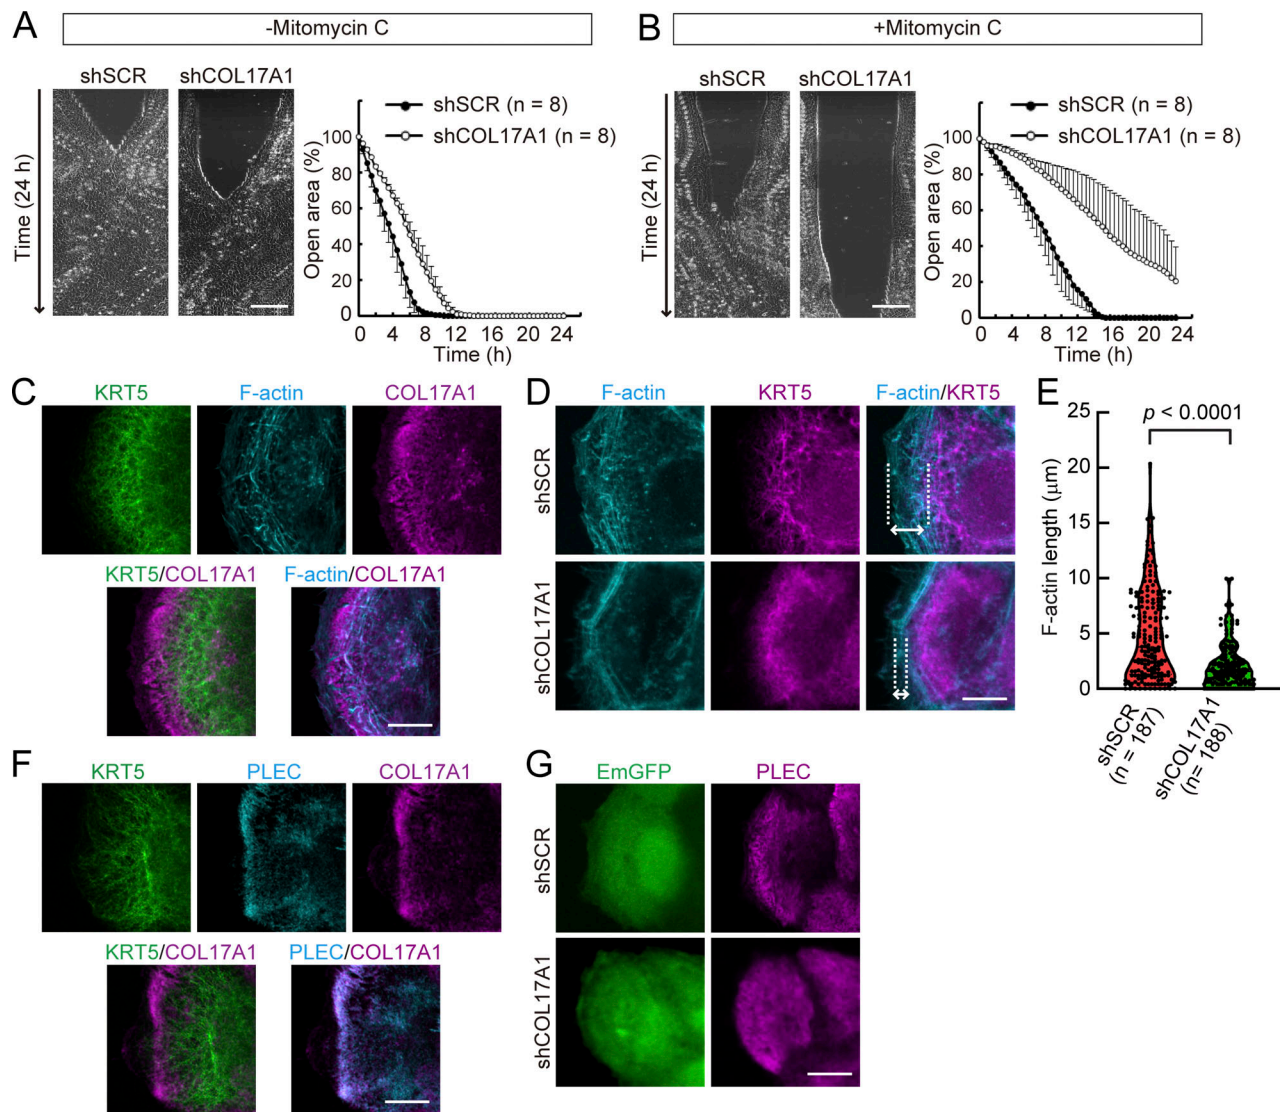 A
-Mitomycin C
shSCR
shCOL17A1
Time (24 h)
shSCR (n = 8)
shCOL17A1 (n = 8)
Open area (%)
100
80
60
40
20
0
0 4 8 12 16 20 24
Time (h)
B
+Mitomycin C
shSCR
shCOL17A1
Time (24 h)
shSCR (n = 8)
shCOL17A1 (n = 8)
Open area (%)
100
80
60
40
20
0
0 4 8 12 16 20 24
Time (h)
C
KRT5
F-actin
COL17A1
KRT5/COL17A1
F-actin/COL17A1
D
F-actin
KRT5
F-actin/KRT5
shSCR
shCOL17A1
E
F-actin length (μm)
25
20
15
10
5
0
p < 0.0001
shSCR
(n = 187)
shCOL17A1
(n= 188)
F
KRT5
PLEC
COL17A1
KRT5/COL17A1
PLEC/COL17A1
G
EmGFP
PLEC
shSCR
shCOL17A1